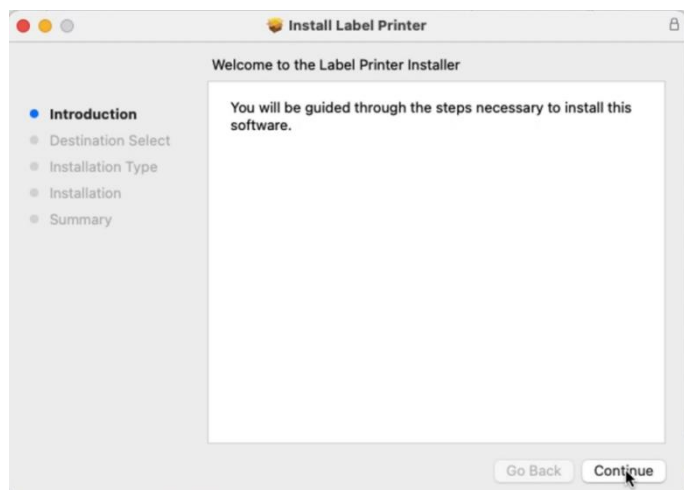 Install Label Printer
Welcome to the Label Printer Installer
Introduction
Destination Select
Installation Type
Installation
Summary
You will be guided through the steps necessary to install this
software.
Go Back
Continue